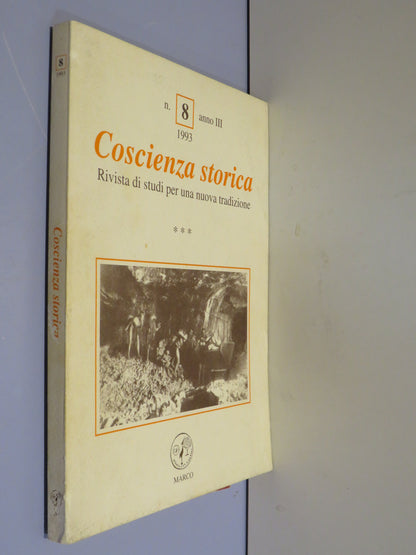 8
1993
Coscienza storica
n. 8 anno III
1993
Coscienza storica
Rivista di studi per una nuova tradizione
***
MARCO